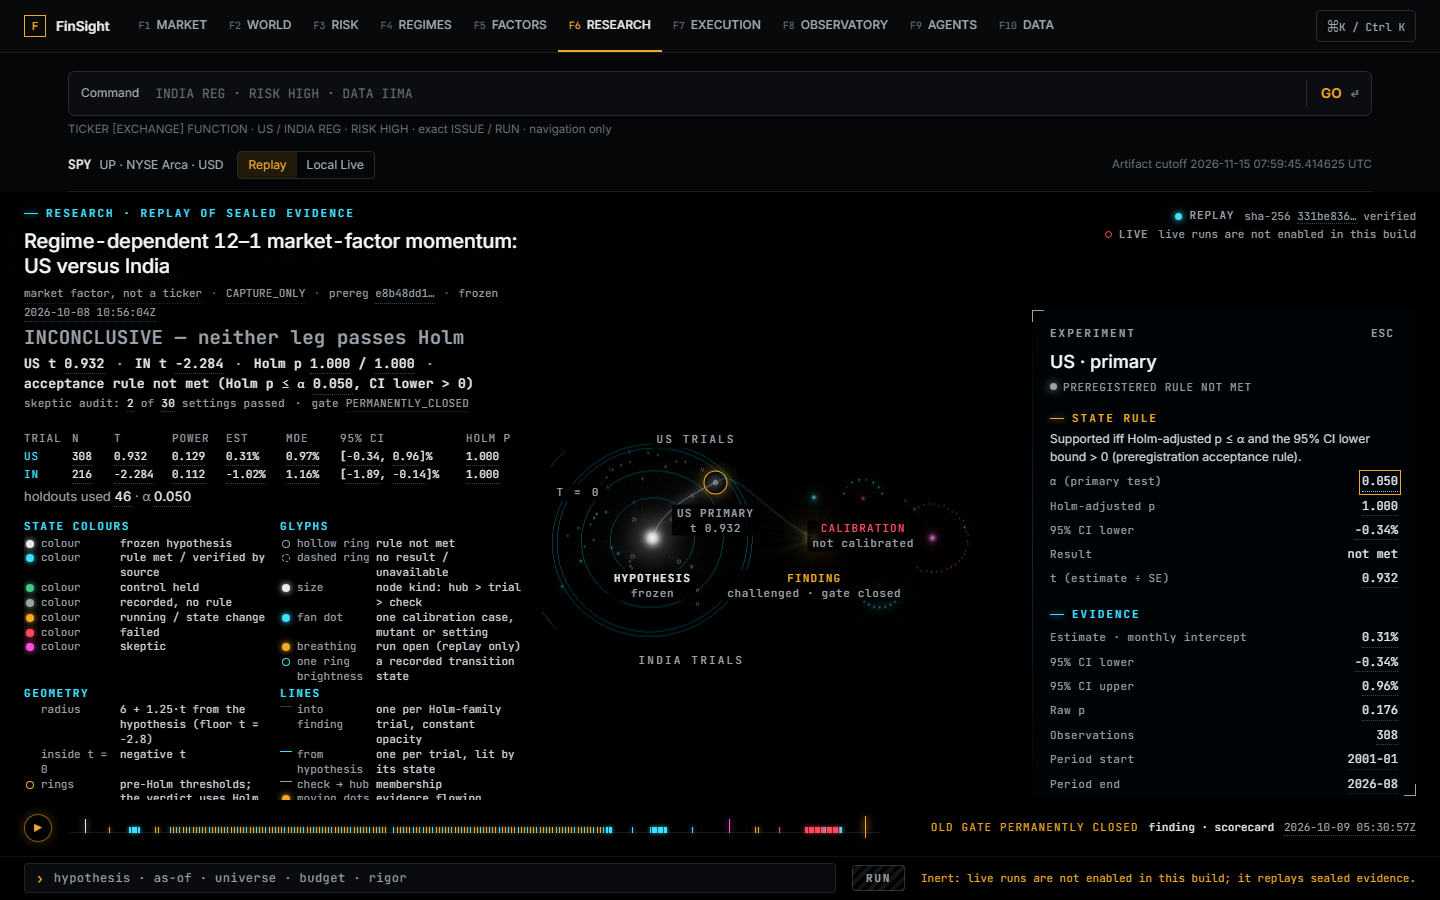 F FinSight F1 MARKET F2 WORLD F3 RISK F4 REGIMES F5 FACTORS F6 RESEARCH F7 EXECUTION F8 OBSERVATORY F9 AGENTS F10 DATA ⌘K / Ctrl K
Command INDIA REG · RISK HIGH · DATA IIMA GO ⏎
TICKER [EXCHANGE] FUNCTION · US / INDIA REG · RISK HIGH · exact ISSUE / RUN · navigation only
SPY UP · NYSE Arca · USD Replay Local Live Artifact cutoff 2026-11-15 07:59:45.414625 UTC
RESEARCH · REPLAY OF SEALED EVIDENCE
REPLAY sha-256 331be836… verified
LIVE live runs are not enabled in this build
Regime-dependent 12–1 market-factor momentum:
US versus India
market factor, not a ticker · CAPTURE_ONLY · prereg e8b48dd1… · frozen
2026-10-08 10:56:04Z
INCONCLUSIVE — neither leg passes Holm
US t 0.932 · IN t -2.284 · Holm p 1.000 / 1.000 ·
acceptance rule not met (Holm p ≤ α 0.050, CI lower > 0)
skeptic audit: 2 of 30 settings passed · gate PERMANENTLY_CLOSED
TRIAL N T POWER EST MDE 95% CI HOLM P
US 308 0.932 0.129 0.31% 0.97% [-0.34, 0.96]% 1.000
IN 216 -2.284 0.112 -1.02% 1.16% [-1.89, -0.14]% 1.000
holdouts used 46 · α 0.050
STATE COLOURS
colour frozen hypothesis
colour rule met / verified by
source
colour control held
colour recorded, no rule
colour running / state change
colour failed
colour skeptic
GLYPHS
hollow ring rule not met
dashed ring no result /
unavailable
size node kind: hub > trial
> check
fan dot one calibration case,
mutant or setting
breathing run open (replay only)
one ring a recorded transition
brightness state
GEOMETRY
radius 6 + 1.25·t from the
hypothesis (floor t =
-2.8)
inside t = negative t
0
rings pre-Holm thresholds;
the verdict uses Holm
LINES
into one per Holm-family
finding trial, constant
opacity
from one per trial, lit by
hypothesis its state
check → hub membership
moving dots evidence flowing
US TRIALS
T = 0
US PRIMARY
t 0.932
CALIBRATION
not calibrated
HYPOTHESIS
frozen
FINDING
challenged · gate closed
INDIA TRIALS
EXPERIMENT ESC
US · primary
PREREGISTERED RULE NOT MET
STATE RULE
Supported iff Holm-adjusted p ≤ α and the 95% CI lower
bound > 0 (preregistration acceptance rule).
α (primary test) 0.050
Holm-adjusted p 1.000
95% CI lower -0.34%
Result not met
t (estimate ÷ SE) 0.932
EVIDENCE
Estimate · monthly intercept 0.31%
95% CI lower -0.34%
95% CI upper 0.96%
Raw p 0.176
Observations 308
Period start 2001-01
Period end 2026-08
OLD GATE PERMANENTLY CLOSED finding · scorecard 2026-10-09 05:30:57Z
› hypothesis · as-of · universe · budget · rigor RUN Inert: live runs are not enabled in this build; it replays sealed evidence.